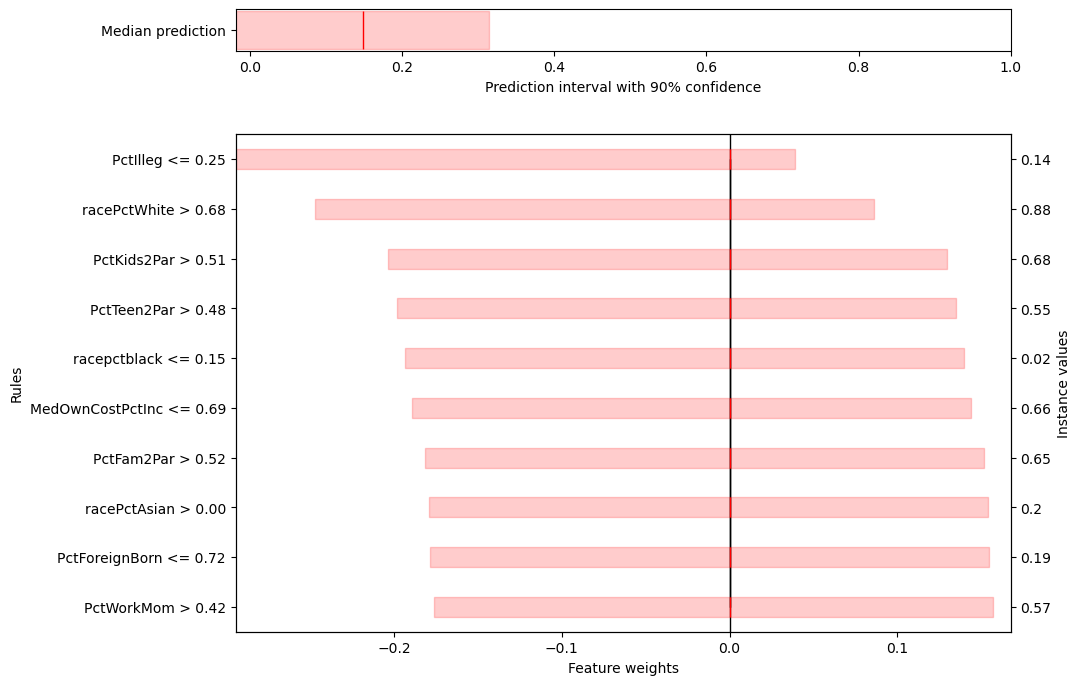 Median prediction
0.0 0.2 0.4 0.6 0.8 1.0
Prediction interval with 90% confidence
PctIlleg <= 0.25 0.14
racePctWhite > 0.68 0.88
PctKids2Par > 0.51 0.68
PctTeen2Par > 0.48 0.55
racepctblack <= 0.15 0.02
Rules
Instance values
MedOwnCostPctInc <= 0.69 0.66
PctFam2Par > 0.52 0.65
racePctAsian > 0.00 0.2
PctForeignBorn <= 0.72 0.19
PctWorkMom > 0.42 0.57
−0.2 −0.1 0.0 0.1
Feature weights